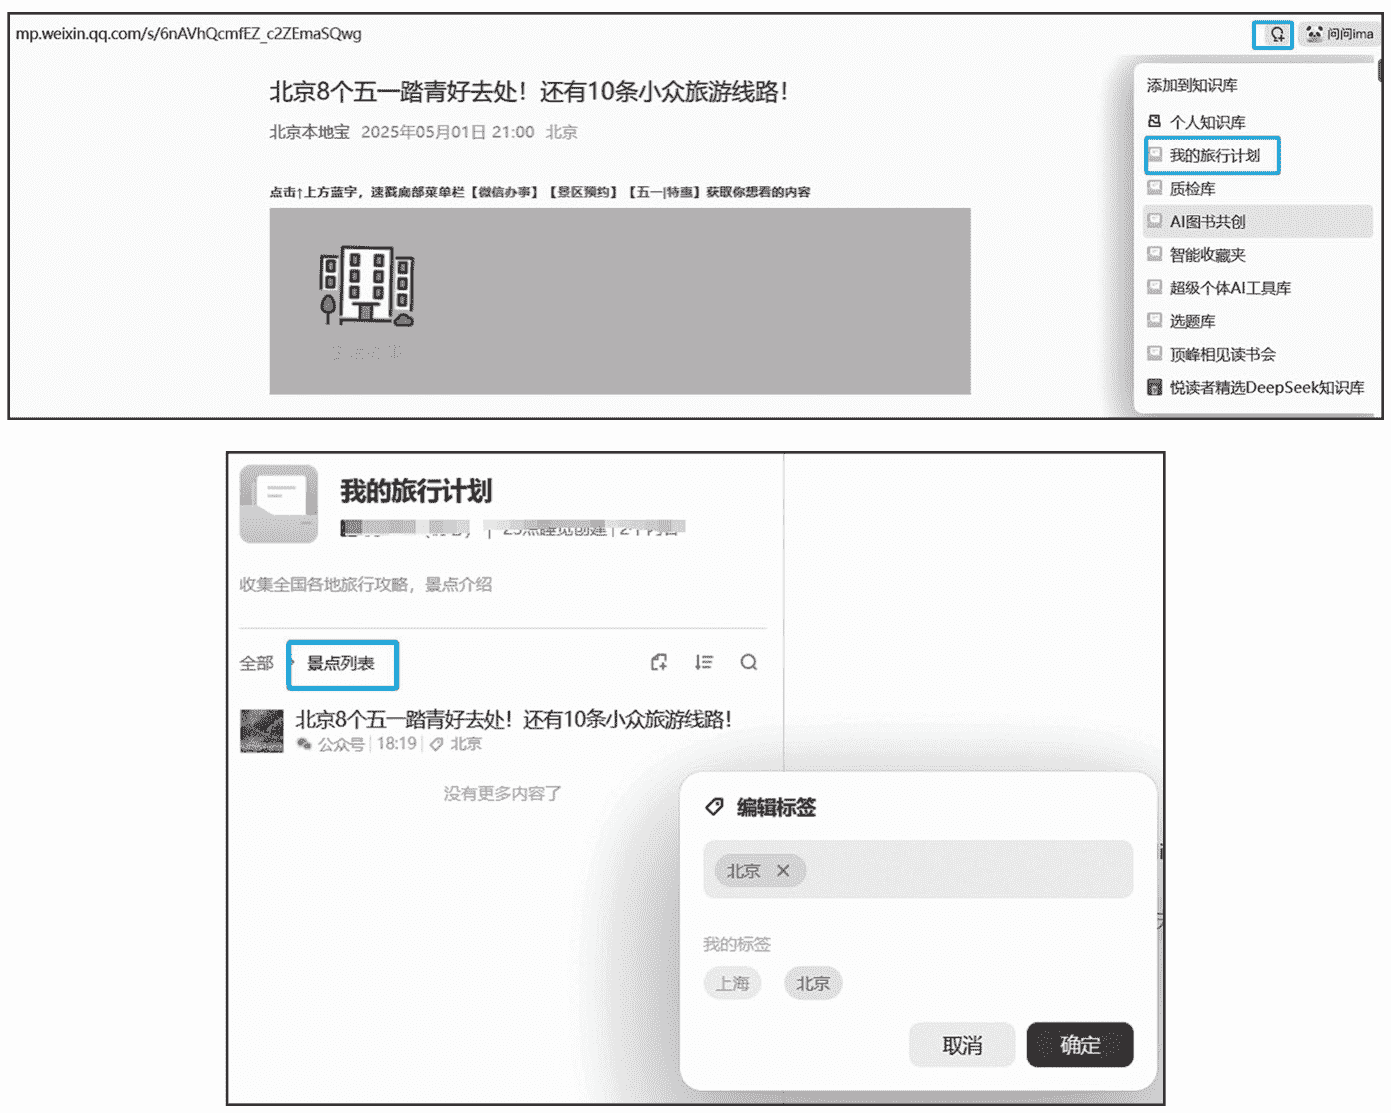 mp.weixin.qq.com/s/6nAVhQcmfEZ_c2ZEmaSQwg
问问ima
北京8个五一踏青好去处！还有10条小众旅游线路！
北京本地宝 2025年05月01日 21:00 北京
点击↑上方蓝字，速戳底部菜单栏【微信办事】【景区预约】【五一|特惠】获取你想看的内容
添加到知识库
个人知识库
我的旅行计划
质检库
AI图书共创
智能收藏夹
超级个体AI工具库
选题库
顶峰相见读书会
悦读者精选DeepSeek知识库
我的旅行计划
收集全国各地旅行攻略，景点介绍
全部 景点列表
北京8个五一踏青好去处！还有10条小众旅游线路！
公众号 | 18:19 | 北京
没有更多内容了
编辑标签
北京 ×
我的标签
上海 北京
取消 确定